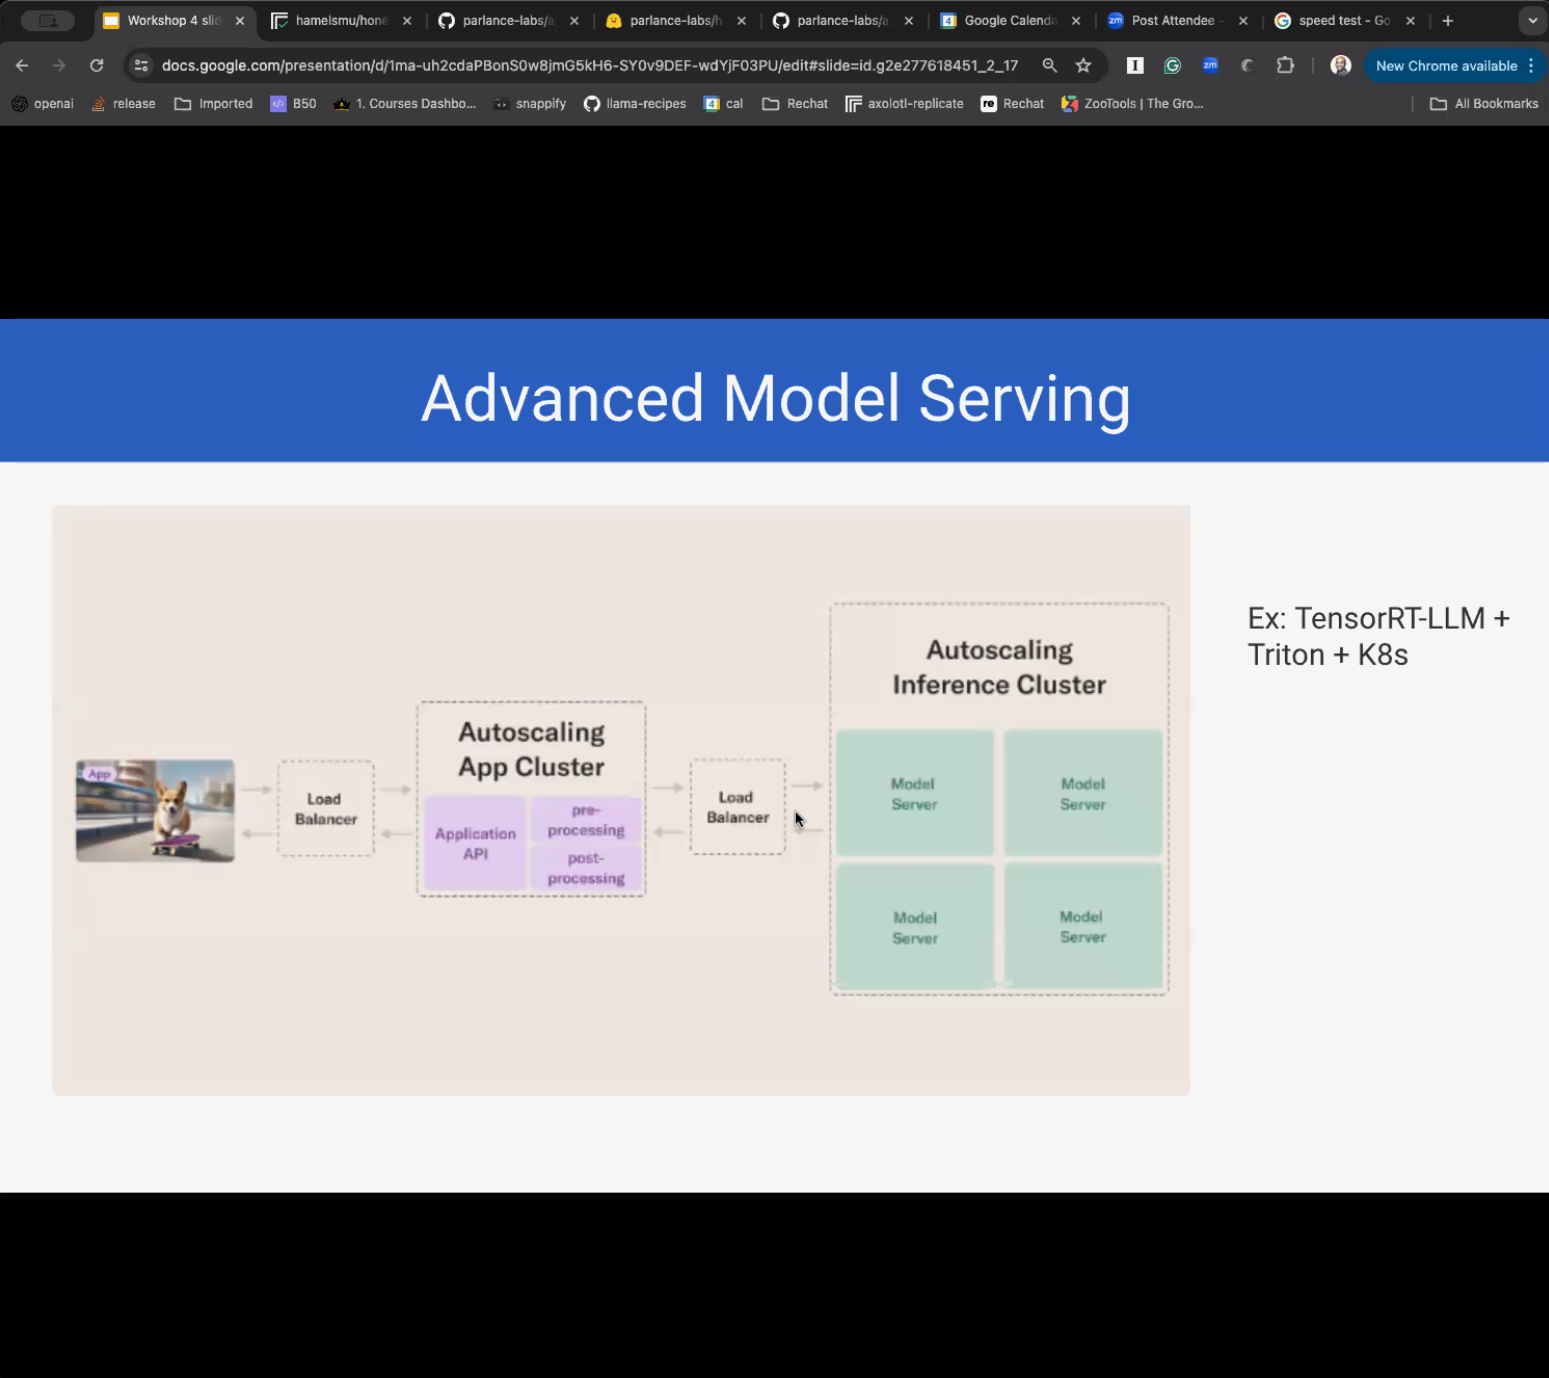 Workshop 4 slid
hamelsmu/hone
parlance-labs/a
parlance-labs/h
parlance-labs/a
Google Calenda
Post Attendee -
speed test - Go
docs.google.com/presentation/d/1ma-uh2cdaPBonS0w8jmG5kH6-SY0v9DEF-wdYjF03PU/edit#slide=id.g2e277618451_2_17
New Chrome available
openai
release
Imported
B50
1. Courses Dashbo...
snappify
llama-recipes
cal
Rechat
axolotl-replicate
Rechat
ZooTools | The Gro...
All Bookmarks
Advanced Model Serving
App
Load
Balancer
Autoscaling
App Cluster
Application
API
pre-
processing
post-
processing
Load
Balancer
Autoscaling
Inference Cluster
Model
Server
Model
Server
Model
Server
Model
Server
Ex: TensorRT-LLM +
Triton + K8s